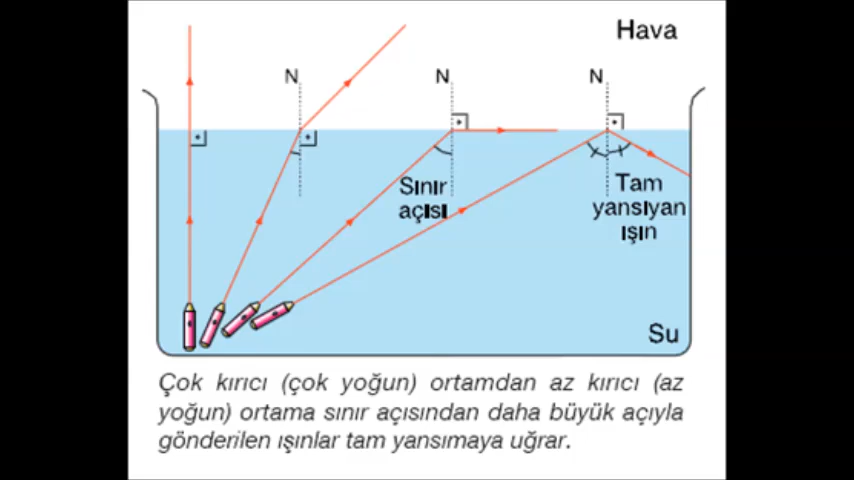 Hava
N
N
N
Sınır
açısı
Tam
yansıyan
ışın
Su
Çok kırıcı (çok yoğun) ortamdan az kırıcı (az
yoğun) ortama sınır açısından daha büyük açıyla
gönderilen ışınlar tam yansımaya uğrar.